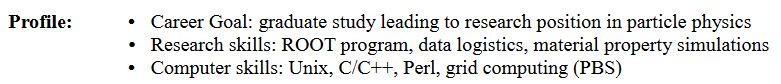 Profile: • Career Goal: graduate study leading to research position in particle physics
• Research skills: ROOT program, data logistics, material property simulations
• Computer skills: Unix, C/C++, Perl, grid computing (PBS)